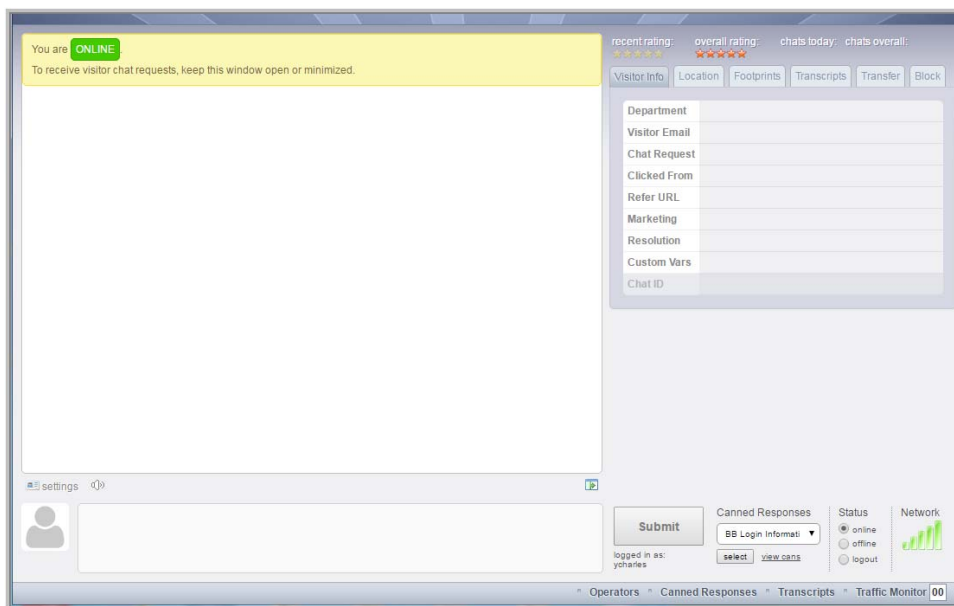 You are ONLINE.
To receive visitor chat requests, keep this window open or minimized.
recent rating: overall rating: chats today: chats overall:
Visitor Info Location Footprints Transcripts Transfer Block
Department
Visitor Email
Chat Request
Clicked From
Refer URL
Marketing
Resolution
Custom Vars
Chat ID
settings
Submit
logged in as:
ycharles
Canned Responses
BB Login Informati
select view cans
Status
online
offline
logout
Network
Operators Canned Responses Transcripts Traffic Monitor 00